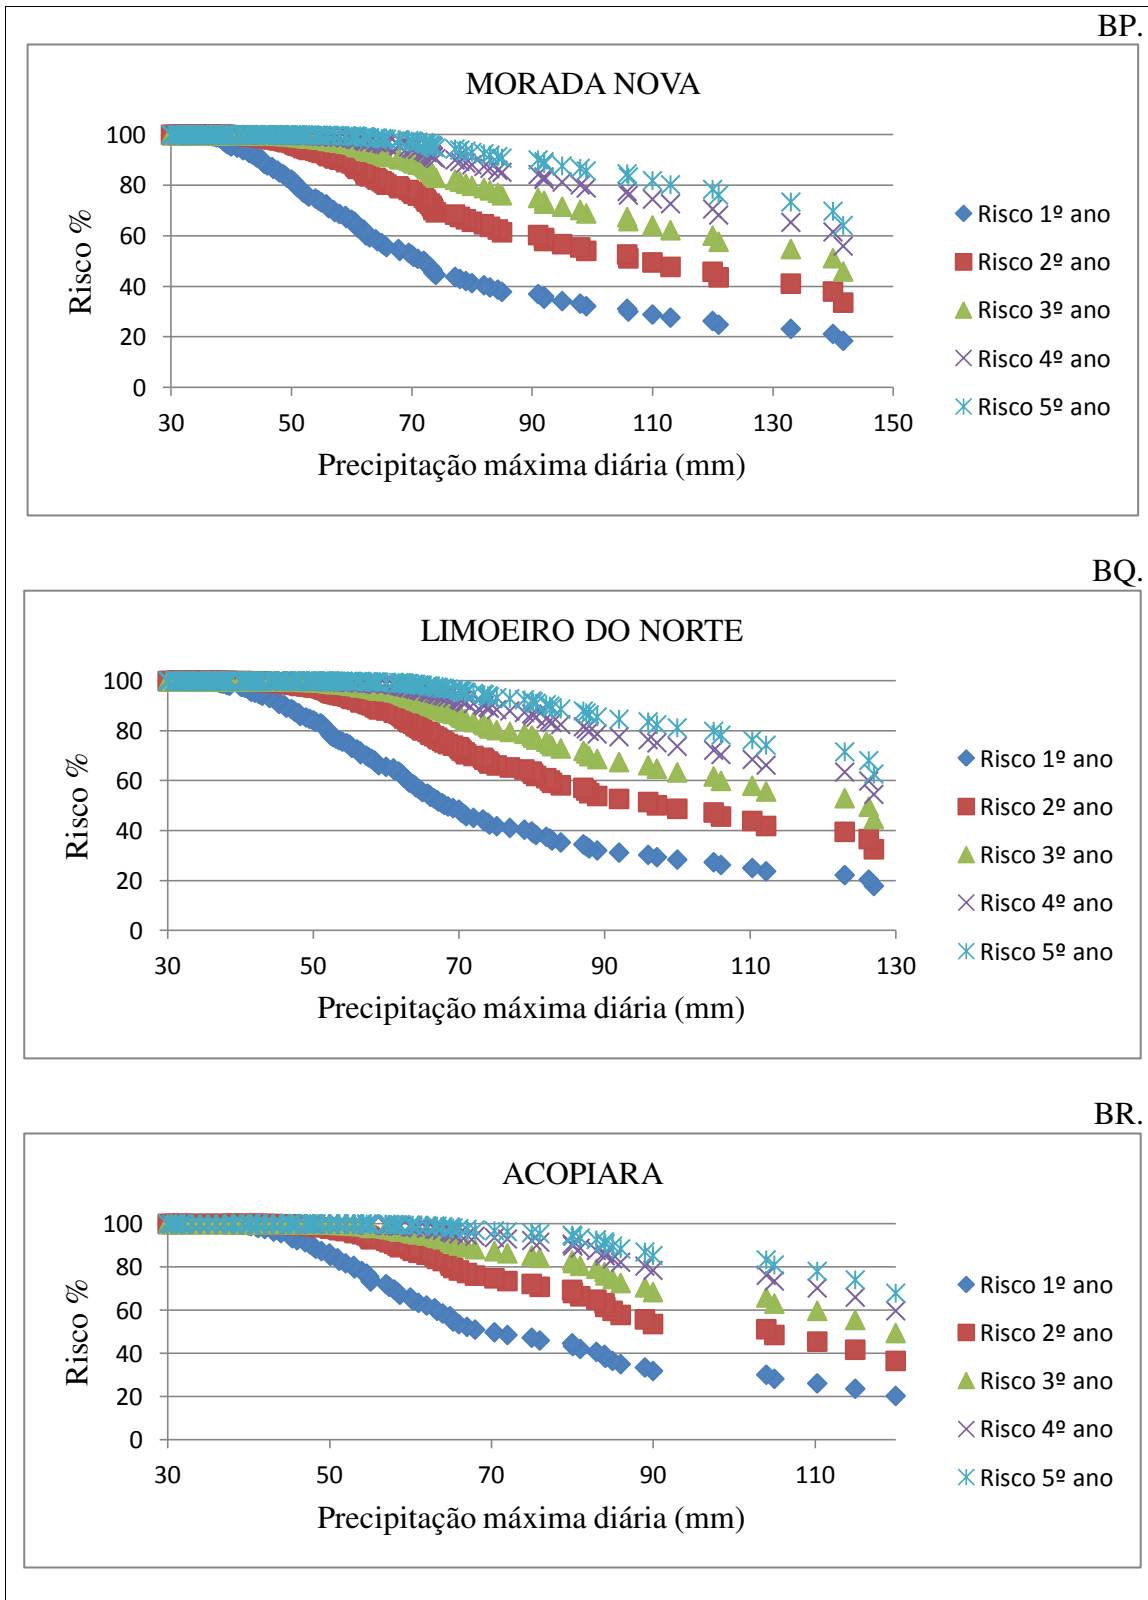 BP.
MORADA NOVA
100
80
60
40
20
0
Risco %
30 50 70 90 110 130 150
Precipitação máxima diária (mm)
Risco 1º ano
Risco 2º ano
Risco 3º ano
Risco 4º ano
Risco 5º ano
BQ.
LIMOEIRO DO NORTE
100
80
60
40
20
0
Risco %
30 50 70 90 110 130
Precipitação máxima diária (mm)
Risco 1º ano
Risco 2º ano
Risco 3º ano
Risco 4º ano
Risco 5º ano
BR.
ACOPIARA
100
80
60
40
20
0
Risco %
30 50 70 90 110
Precipitação máxima diária (mm)
Risco 1º ano
Risco 2º ano
Risco 3º ano
Risco 4º ano
Risco 5º ano